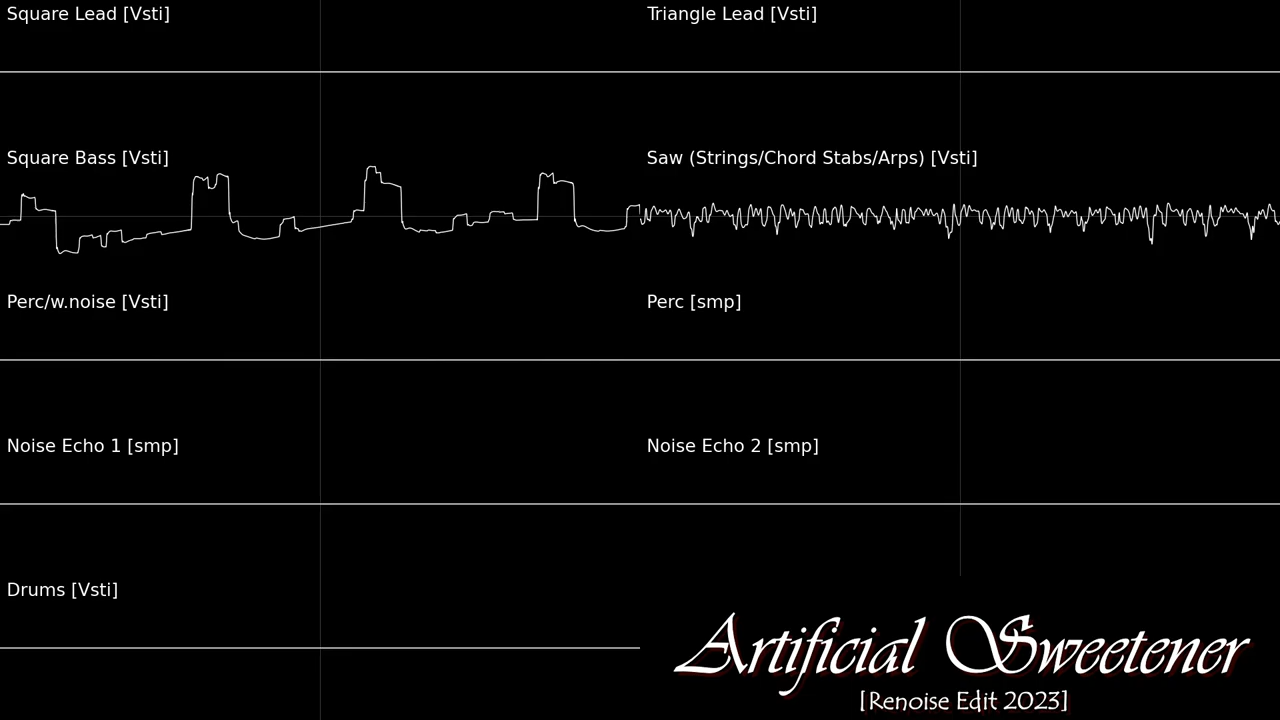 Square Lead [Vsti]
Triangle Lead [Vsti]
Square Bass [Vsti]
Saw (Strings/Chord Stabs/Arps) [Vsti]
Perc/w.noise [Vsti]
Perc [smp]
Noise Echo 1 [smp]
Noise Echo 2 [smp]
Drums [Vsti]
Artificial Sweetener
[Renoise Edit 2023]